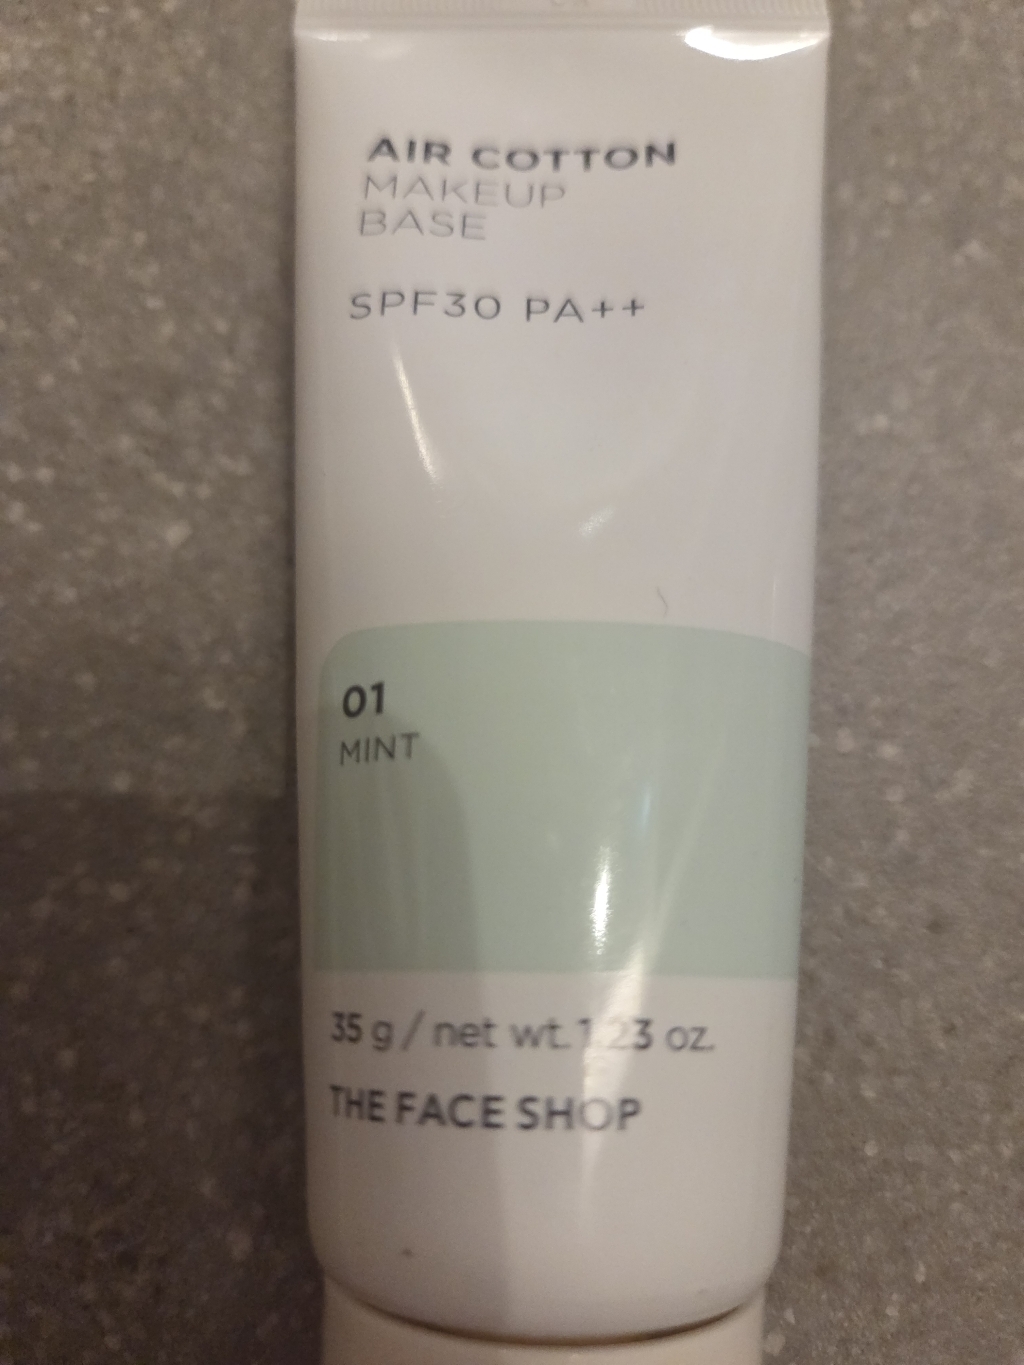 AIR COTTON
MAKEUP
BASE
SPF30 PA++
01
MINT
35 g / net wt. 1.23 oz.
THE FACE SHOP